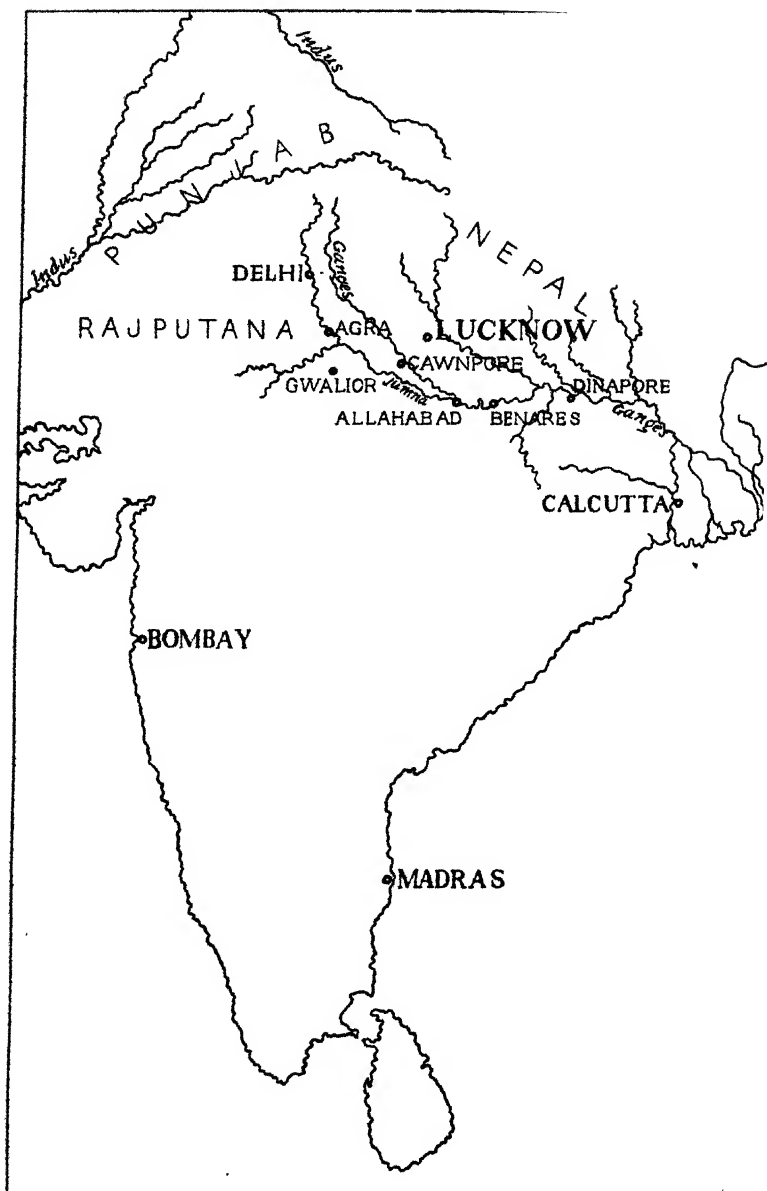 Indus
PUNJAB
Indus
NEPAL
Ganges
DELHI
RAJPUTANA
AGRA
LUCKNOW
CAWNPORE
GWALIOR
Jumna
DINAPORE
ALLAHABAD
BENARES
Ganges
CALCUTTA
BOMBAY
MADRAS